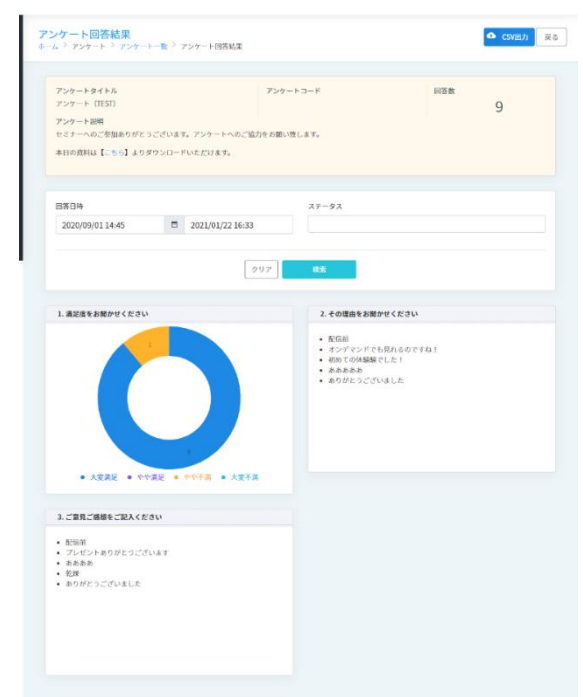 アンケート回答結果
ホーム > アンケート > アンケート一覧 > アンケート回答結果
CSV出力
戻る
アンケートタイトル
アンケート (TEST)
アンケートコード
回答数
9
アンケート説明
セミナーへのご参加ありがとうございます。アンケートへのご協力をお願い致します。
本日の資料は【こちら】よりダウンロードいただけます。
回答日時
ステータス
2020/09/01 14:45
2021/01/22 16:33
クリア
検索
1. 満足度をお聞かせください
1
8
大変満足
やや満足
やや不満
大変不満
2. その理由をお聞かせください
配信前
オンデマンドでも見れるのですね！
初めての体験でした！
あああああ
ありがとうございました
3. ご意見ご感想をご記入ください
配信前
プレゼントありがとうございます
ああああ
乾燥
ありがとうございました